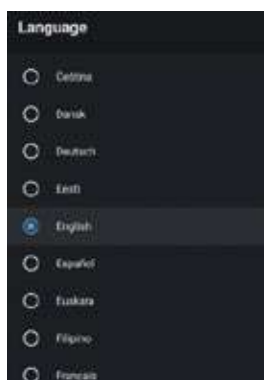 Language
Čeština
Dansk
Deutsch
Eesti
English
Español
Euskara
Filipino
Français